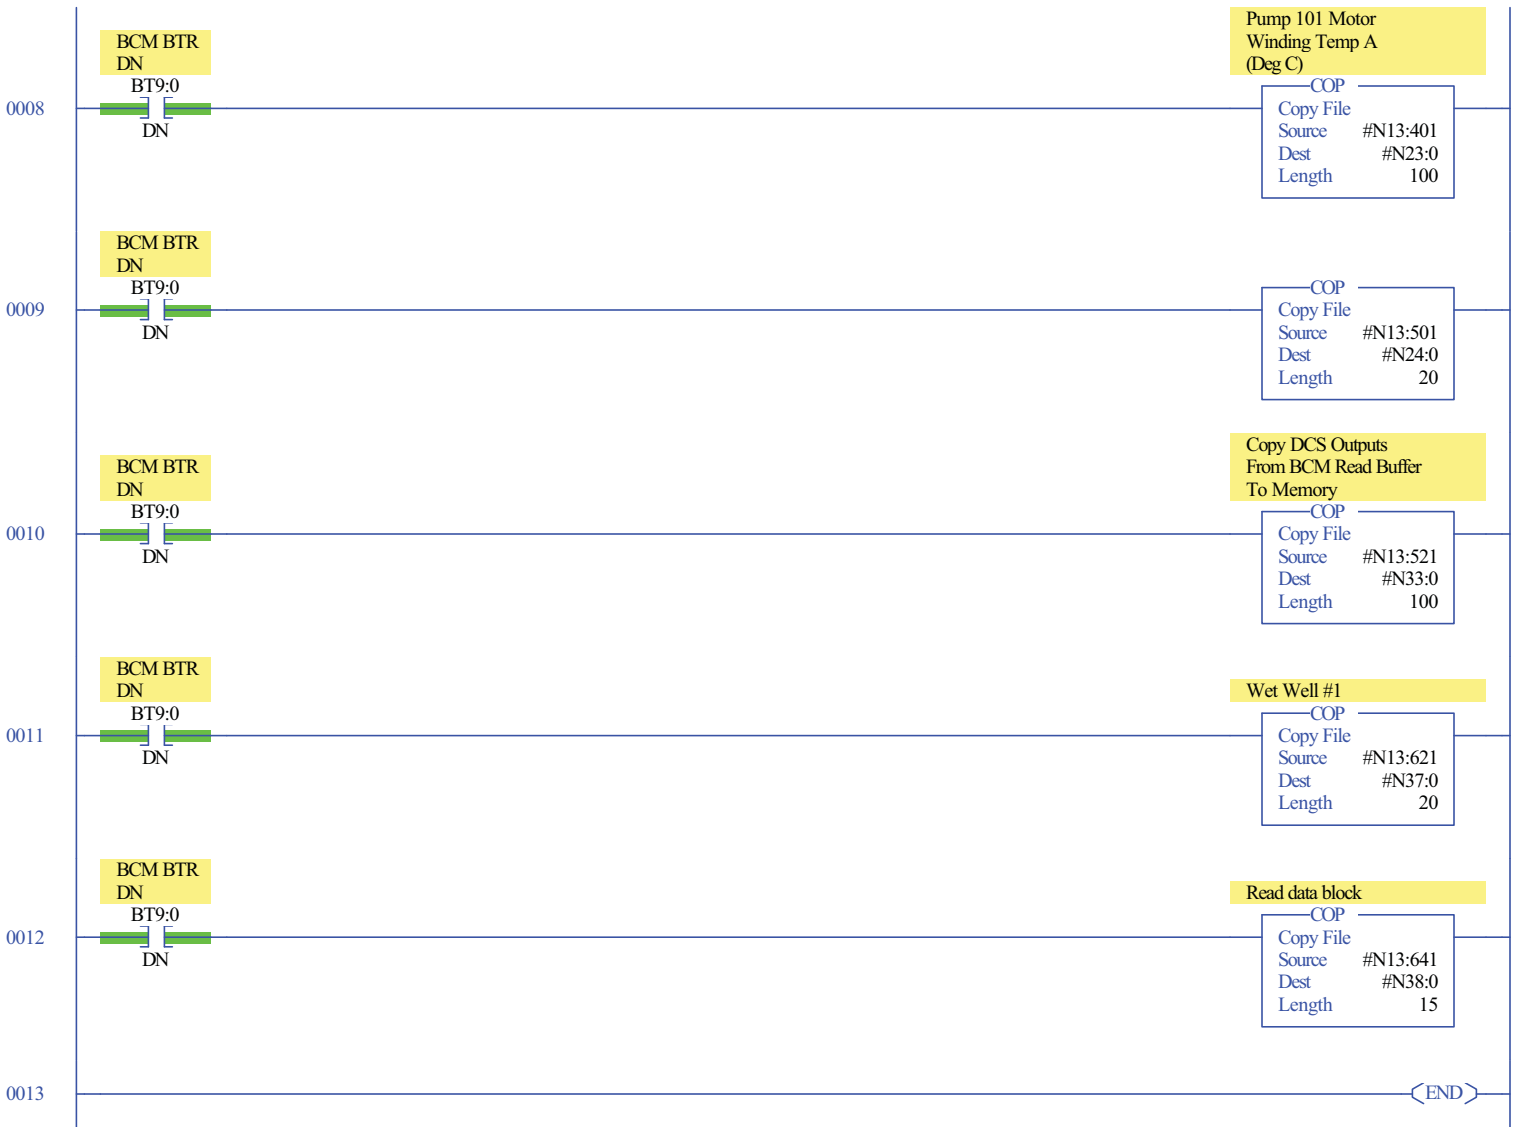 BCM BTR
DN
BT9:0
DN
0008
Pump 101 Motor
Winding Temp A
(Deg C)
COP
Copy File
Source #N13:401
Dest #N23:0
Length 100
BCM BTR
DN
BT9:0
DN
0009
COP
Copy File
Source #N13:501
Dest #N24:0
Length 20
BCM BTR
DN
BT9:0
DN
0010
Copy DCS Outputs
From BCM Read Buffer
To Memory
COP
Copy File
Source #N13:521
Dest #N33:0
Length 100
BCM BTR
DN
BT9:0
DN
0011
Wet Well #1
COP
Copy File
Source #N13:621
Dest #N37:0
Length 20
BCM BTR
DN
BT9:0
DN
0012
Read data block
COP
Copy File
Source #N13:641
Dest #N38:0
Length 15
0013
END